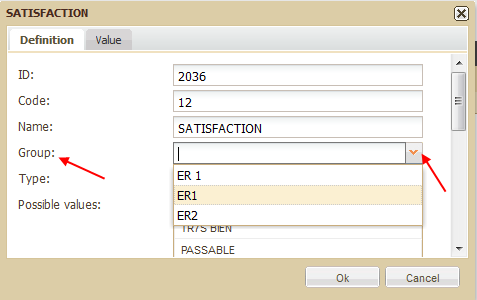 SATISFACTION
Definition Value
ID: 2036
Code: 12
Name: SATISFACTION
Group:
ER 1
Type: ER1
ER2
Possible values:
TR7S BIEN
PASSABLE
Ok Cancel